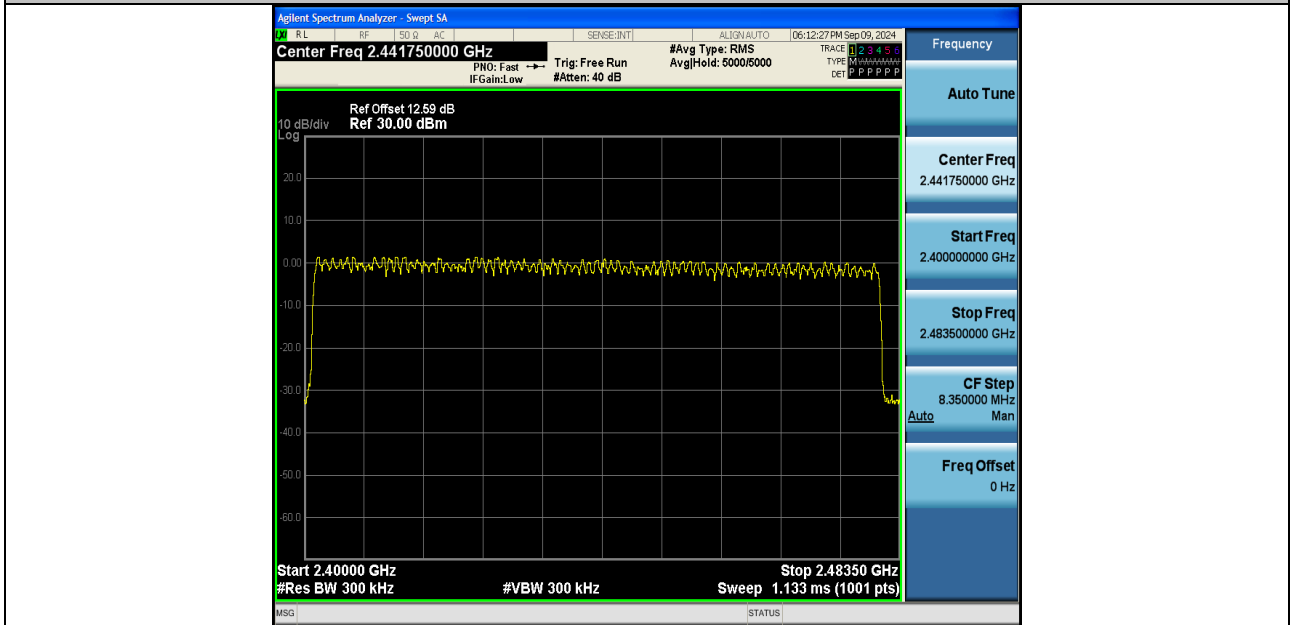 Agilent Spectrum Analyzer - Swept SA
RL RF 50 Ω AC SENSE:INT ALIGN AUTO 06:12:27 PM Sep 09, 2024
Center Freq 2.441750000 GHz
PNO: Fast
IFGain:Low
Trig: Free Run
#Atten: 40 dB
#Avg Type: RMS
Avg|Hold: 5000/5000
TRACE 1 2 3 4 5 6
TYPE M
DET P P P P P P
Ref Offset 12.59 dB
10 dB/div Ref 30.00 dBm
Log
20.0
10.0
0.00
-10.0
-20.0
-30.0
-40.0
-50.0
-60.0
Start 2.40000 GHz Stop 2.48350 GHz
#Res BW 300 kHz #VBW 300 kHz Sweep 1.133 ms (1001 pts)
MSG STATUS
Frequency
Auto Tune
Center Freq
2.441750000 GHz
Start Freq
2.400000000 GHz
Stop Freq
2.483500000 GHz
CF Step
8.350000 MHz
Auto Man
Freq Offset
0 Hz